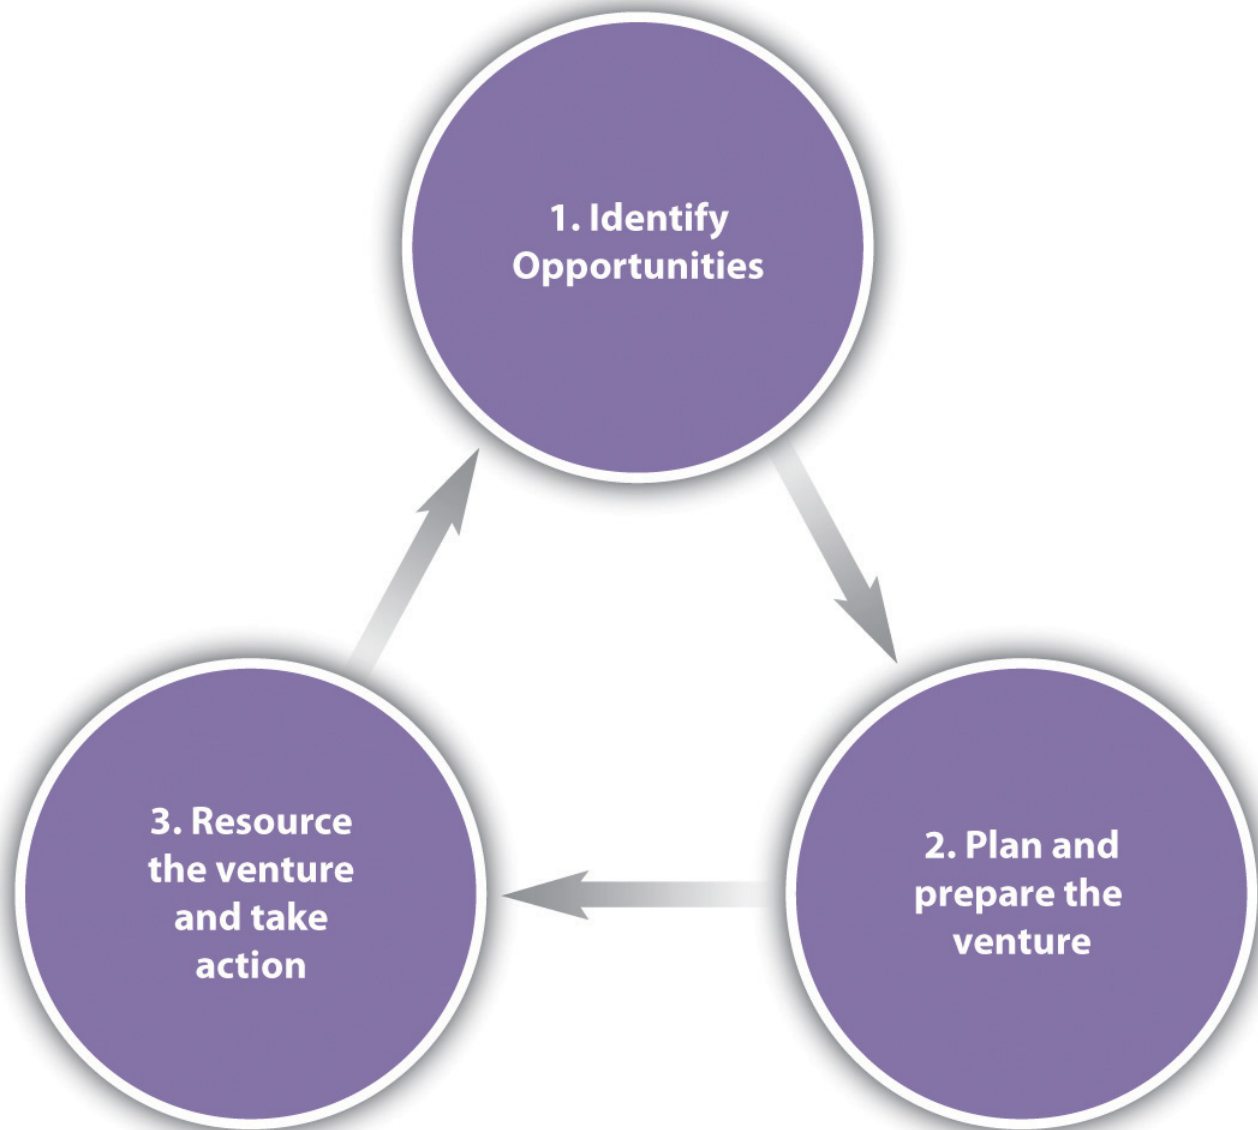 1. Identify
Opportunities
2. Plan and
prepare the
venture
3. Resource
the venture
and take
action